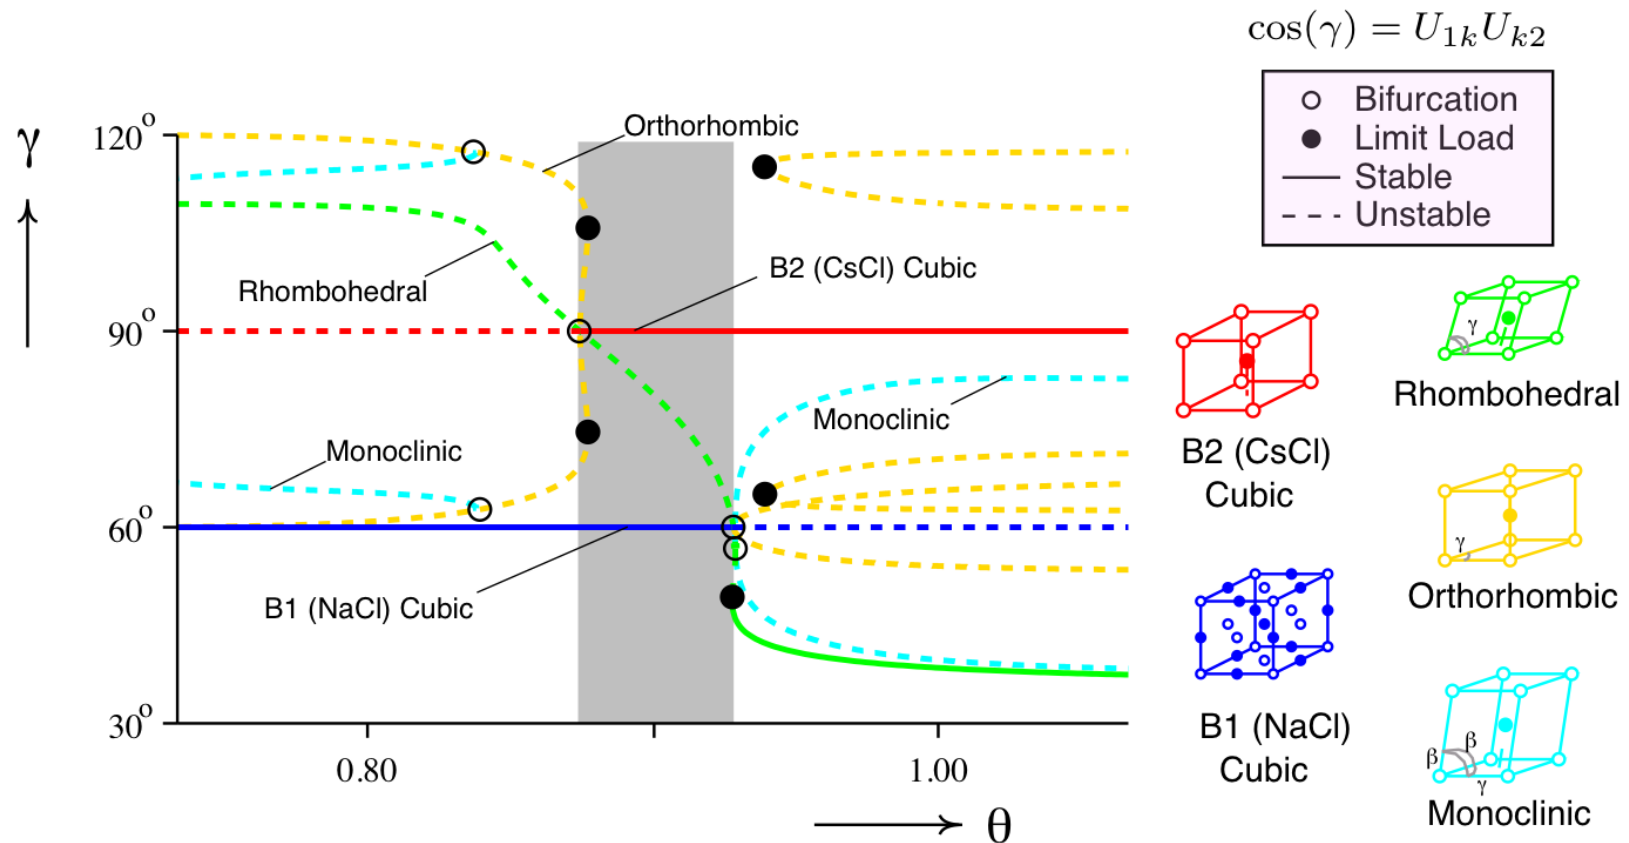 cos(γ) = U₁ₖUₖ₂
Bifurcation
Limit Load
Stable
Unstable
γ
120°
90°
60°
30°
Orthorhombic
Rhombohedral
B2 (CsCl) Cubic
Monoclinic
Monoclinic
B1 (NaCl) Cubic
0.80
1.00
θ
B2 (CsCl)
Cubic
B1 (NaCl)
Cubic
γ
Rhombohedral
γ
Orthorhombic
β
β
γ
Monoclinic